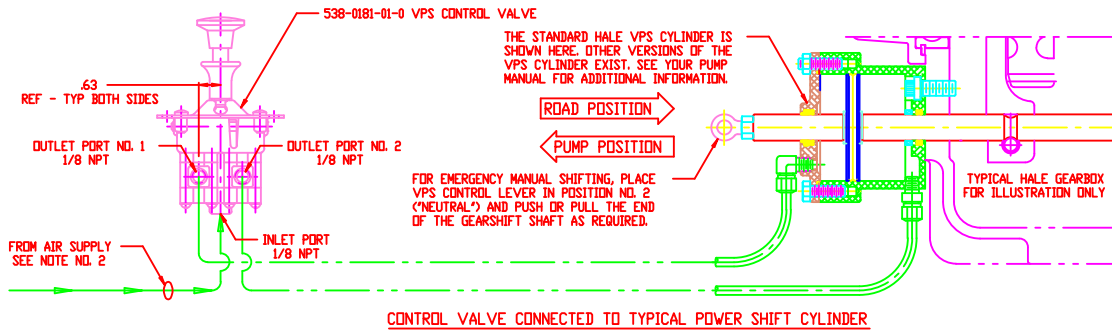 538-0181-01-0 VPS CONTROL VALVE
.63
REF - TYP BOTH SIDES
THE STANDARD HALE VPS CYLINDER IS
SHOWN HERE. OTHER VERSIONS OF THE
VPS CYLINDER EXIST. SEE YOUR PUMP
MANUAL FOR ADDITIONAL INFORMATION.
ROAD POSITION
PUMP POSITION
OUTLET PORT NO. 1
1/8 NPT
OUTLET PORT NO. 2
1/8 NPT
FOR EMERGENCY MANUAL SHIFTING, PLACE
VPS CONTROL LEVER IN POSITION NO. 2
("NEUTRAL") AND PUSH OR PULL THE END
OF THE GEARSHIFT SHAFT AS REQUIRED.
TYPICAL HALE GEARBOX
FOR ILLUSTRATION ONLY
INLET PORT
1/8 NPT
FROM AIR SUPPLY
SEE NOTE NO. 2
CONTROL VALVE CONNECTED TO TYPICAL POWER SHIFT CYLINDER